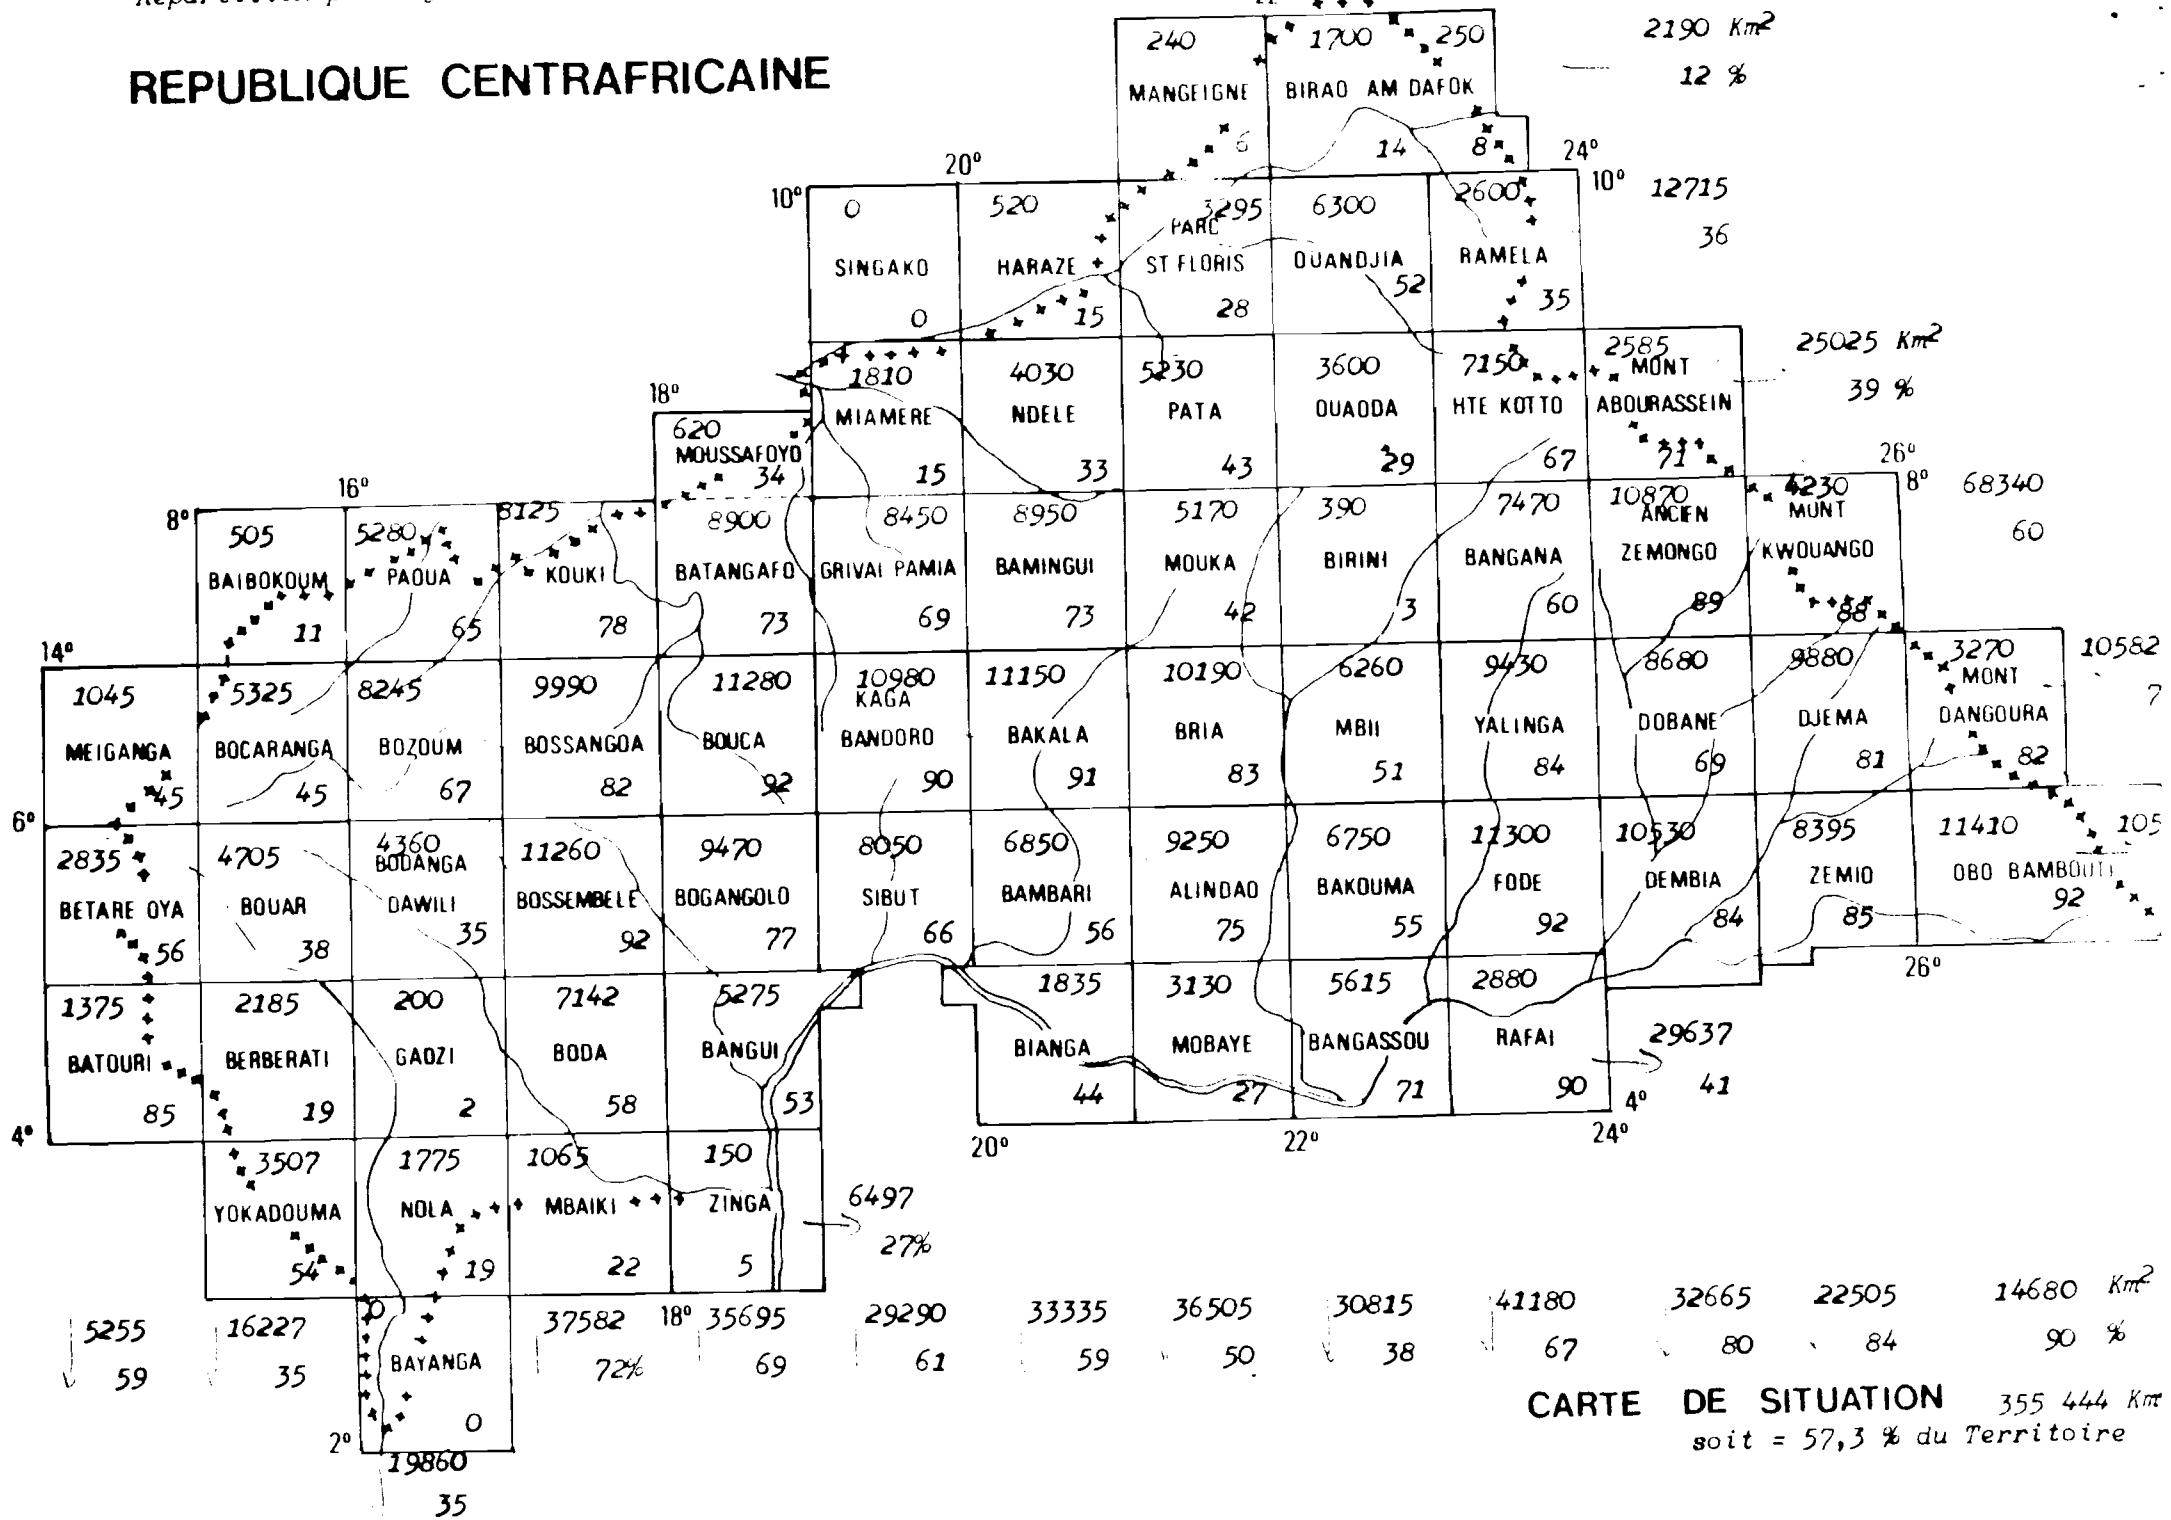 REPUBLIQUE CENTRAFRICAINE
240 1700 250 2190 Km²
12 %
MANGEIGNE BIRAO AM DAFOK
6 14 8
20° 24°
10° 10°
0 520 3295 6300 2600 12715
PARC 36
SINGAKO HARAZE ST FLORIS OUANDJIA RAMELA
0 15 28 52 35
1810 4030 5230 3600 7150 2585 25025 Km²
MONT 39 %
18°
MIAMERE NDELE PATA OUADDA HTE KOTTO ABOURASSEIN
620
MOUSSAFOYO
34 15 33 43 29 67 71
16° 26°
8° 8°
505 5280 8125 8900 8450 8950 5170 390 7470 10870 4230 68340
ANCIEN MONT 60
BAIBOKOUM PAOUA KOUKI BATANGAFO GRIVAI PAMIA BAMINGUI MOUKA BIRINI BANGANA ZEMONGO KWOUANGO
11 65 78 73 69 73 42 3 60 89 88
14°
1045 5325 8245 9990 11280 10980 11150 10190 6260 9430 8680 9880 3270 10582
KAGA MONT 7
MEIGANGA BOCARANGA BOZOUM BOSSANGOA BOUCA BANDORO BAKALA BRIA MBII YALINGA DOBANE DJEMA DANGOURA
45 45 67 82 92 90 91 83 51 84 69 81 82
6°
2835 4705 4360 11260 9470 8050 6850 9250 6750 11300 10530 8395 11410 105
BODANGA
BETARE OYA BOUAR DAWILI BOSSEMBELE BOGANGOLO SIBUT BAMBARI ALINDAO BAKOUMA FODE DEMBIA ZEMIO OBO BAMBOUTI
56 38 35 92 77 66 56 75 55 92 84 85 92
26°
1375 2185 200 7142 5275 1835 3130 5615 2880
BATOURI BERBERATI GADZI BODA BANGUI BIANGA MOBAYE BANGASSOU RAFAI 29637
85 19 2 58 53 44 27 71 90 41
4° 4°
20° 22° 24°
3507 1775 1065 150
YOKADOUMA NOLA MBAIKI ZINGA 6497
27%
54 19 22 5
0
5255 16227 37582 18° 35695 29290 33335 36505 30815 41180 32665 22505 14680 Km²
59 35 72% 69 61 59 50 38 67 80 84 90 %
BAYANGA
0
2°
19860
35
CARTE DE SITUATION 355 444 Km
soit = 57,3 % du Territoire